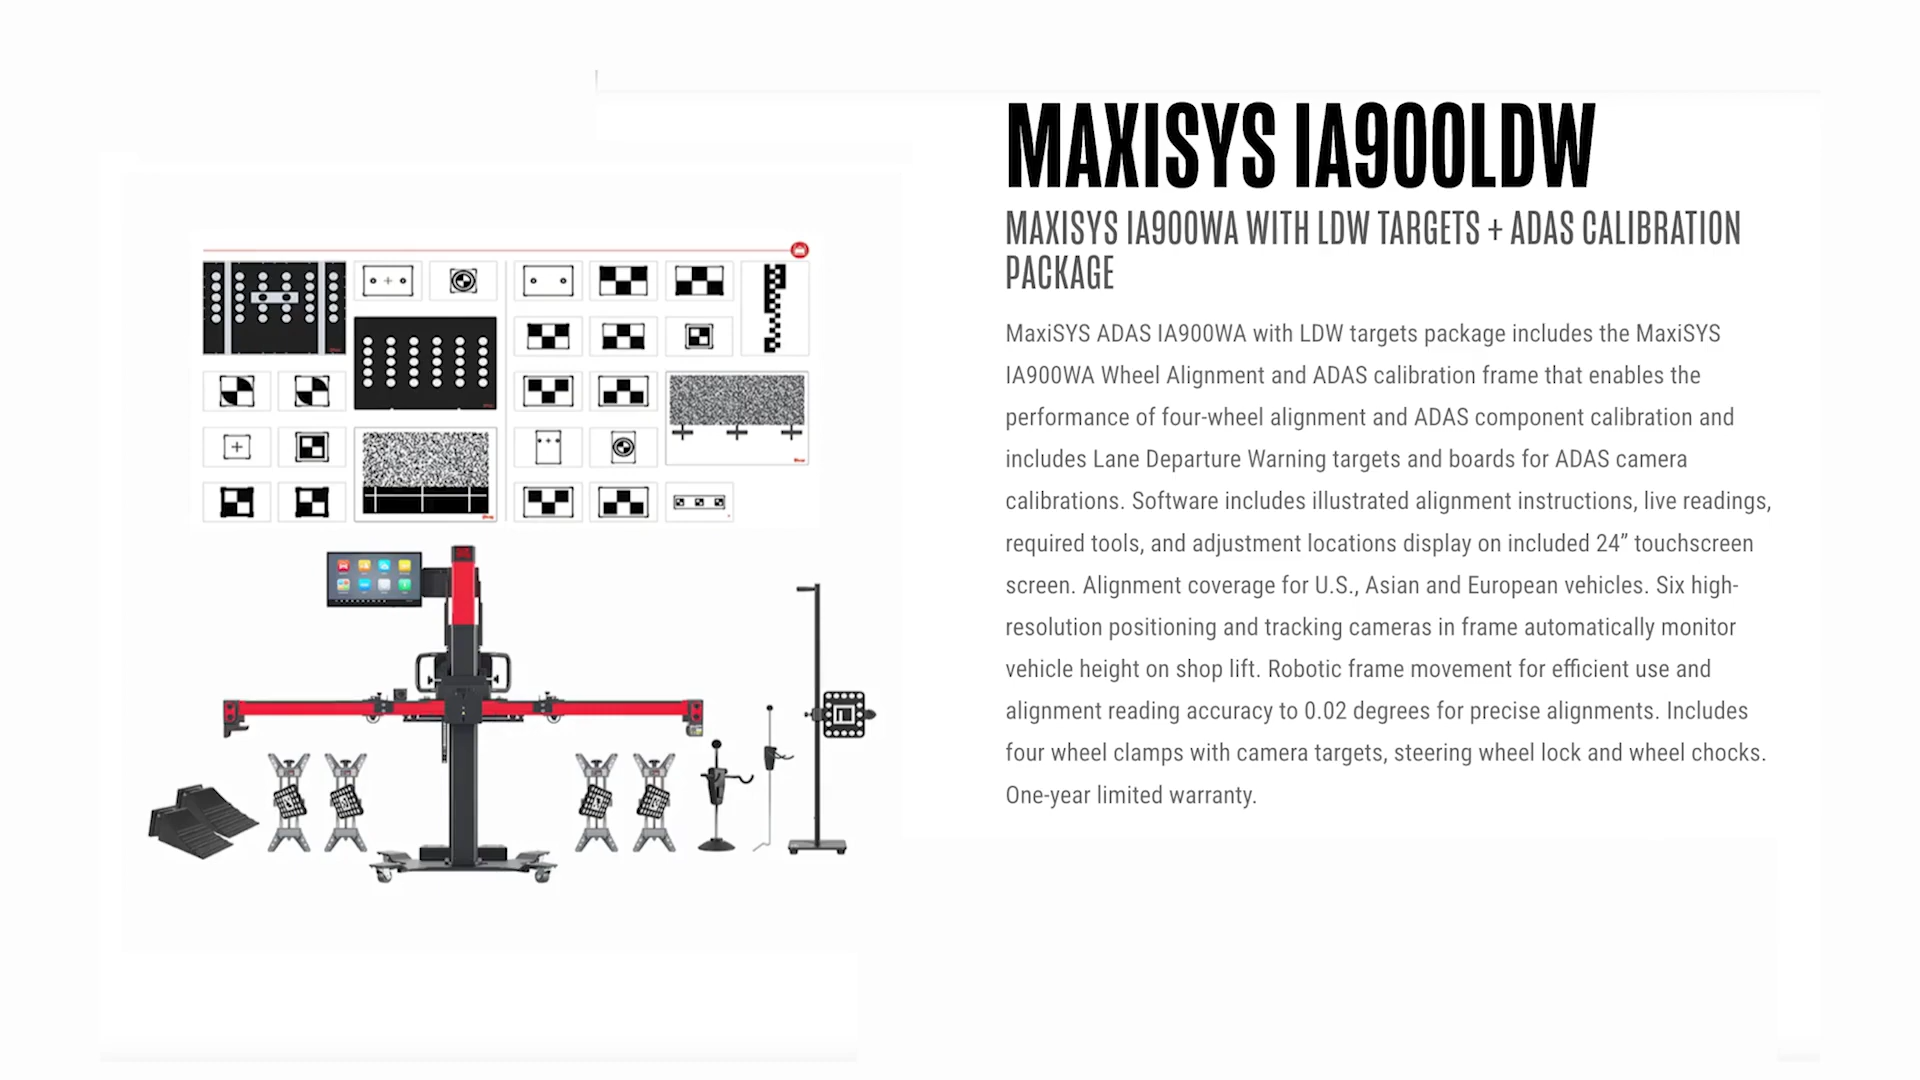 MAXISYS IA900LDW
MAXISYS IA900WA WITH LDW TARGETS + ADAS CALIBRATION
PACKAGE
MaxiSYS ADAS IA900WA with LDW targets package includes the MaxiSYS
IA900WA Wheel Alignment and ADAS calibration frame that enables the
performance of four-wheel alignment and ADAS component calibration and
includes Lane Departure Warning targets and boards for ADAS camera
calibrations. Software includes illustrated alignment instructions, live readings,
required tools, and adjustment locations display on included 24” touchscreen
screen. Alignment coverage for U.S., Asian and European vehicles. Six high-
resolution positioning and tracking cameras in frame automatically monitor
vehicle height on shop lift. Robotic frame movement for efficient use and
alignment reading accuracy to 0.02 degrees for precise alignments. Includes
four wheel clamps with camera targets, steering wheel lock and wheel chocks.
One-year limited warranty.